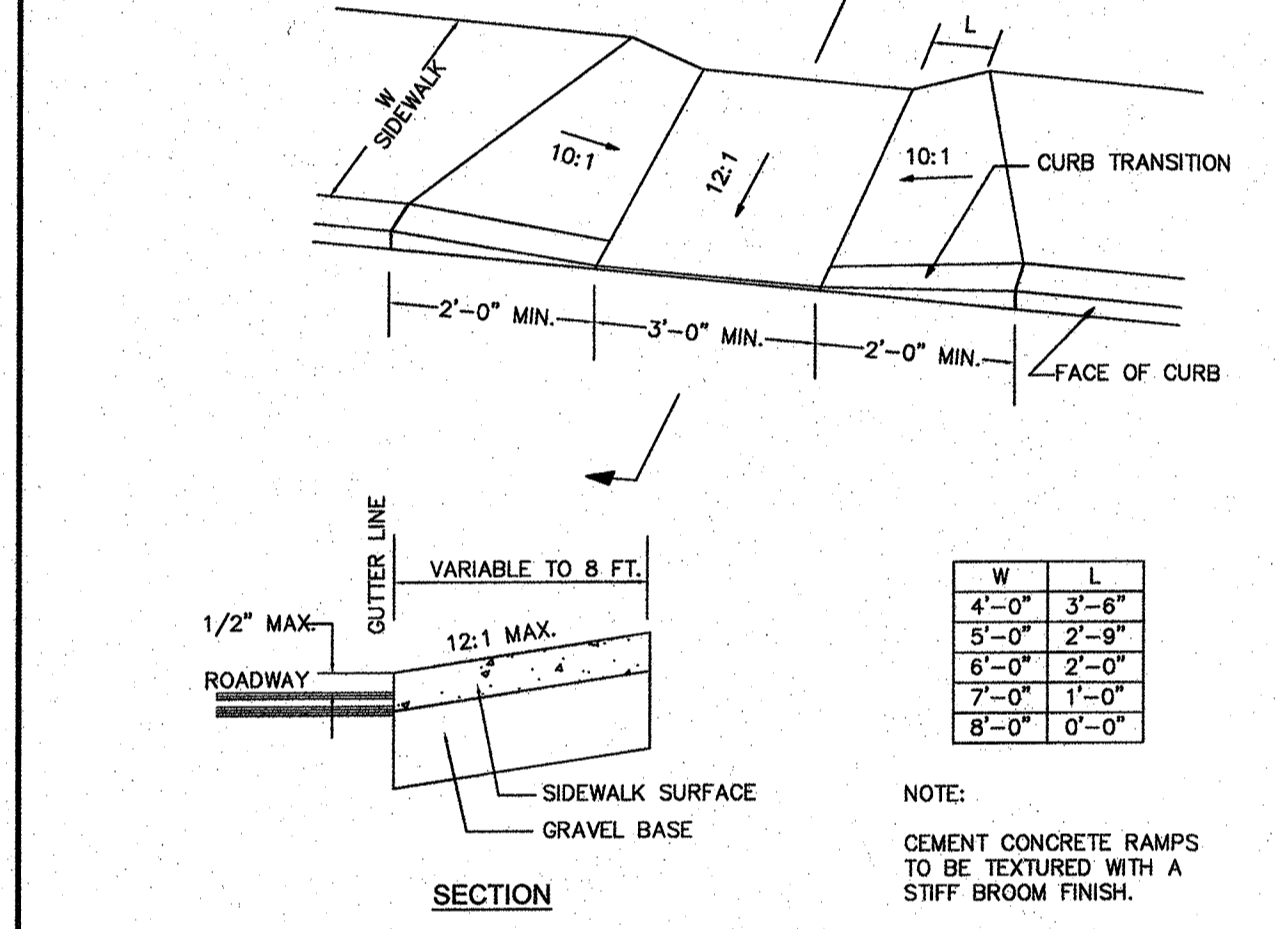 L
W
SIDEWALK
10:1
12:1
10:1
CURB TRANSITION
2'-0" MIN.
3'-0" MIN.
2'-0" MIN.
FACE OF CURB
GUTTER LINE
VARIABLE TO 8 FT.
1/2" MAX.
12:1 MAX.
ROADWAY
SIDEWALK SURFACE
GRAVEL BASE
SECTION
W L
4'-0" 3'-6"
5'-0" 2'-9"
6'-0" 2'-0"
7'-0" 1'-0"
8'-0" 0'-0"
NOTE:
CEMENT CONCRETE RAMPS
TO BE TEXTURED WITH A
STIFF BROOM FINISH.